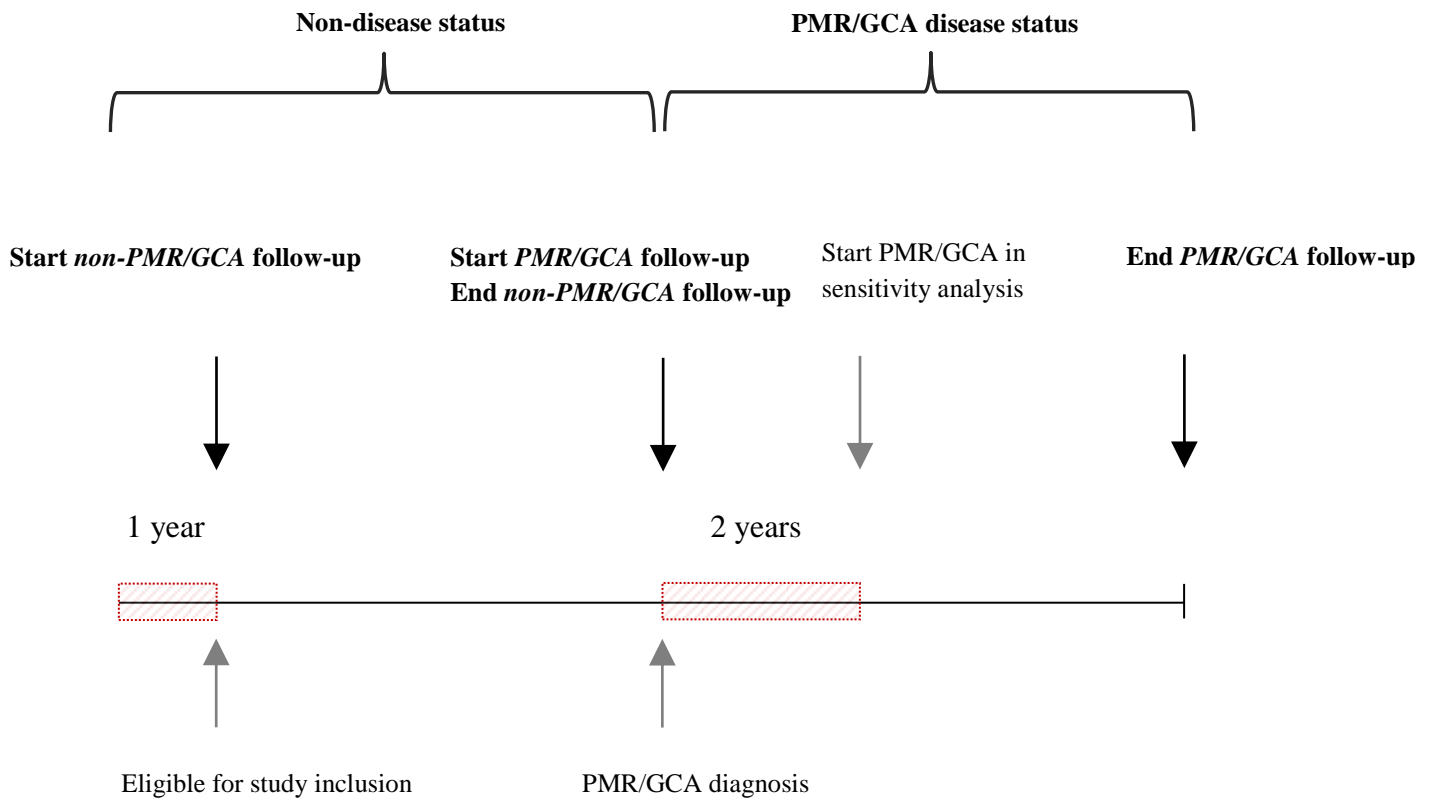 Non-disease status
PMR/GCA disease status
Start non-PMR/GCA follow-up
Start PMR/GCA follow-up
End non-PMR/GCA follow-up
Start PMR/GCA in
sensitivity analysis
End PMR/GCA follow-up
1 year
2 years
Eligible for study inclusion
PMR/GCA diagnosis